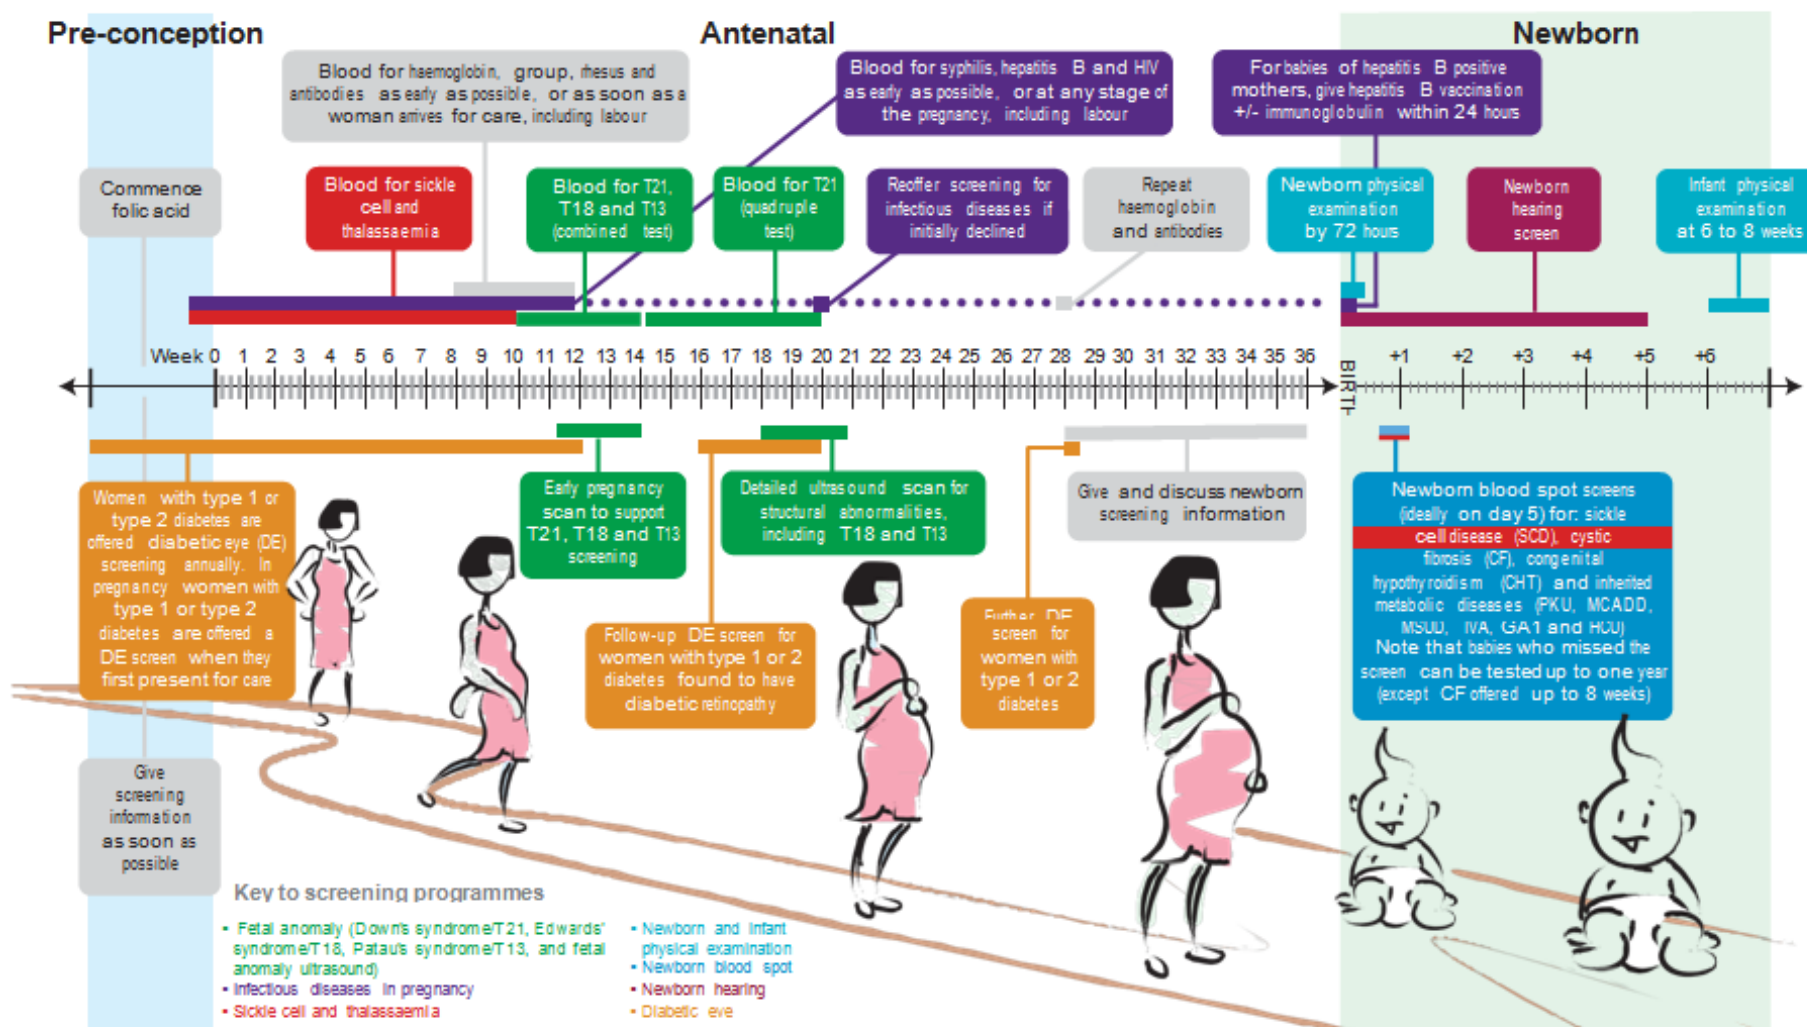 Pre-conception
Antenatal
Newborn
Blood for haemoglobin, group, rhesus and
antibodies as early as possible, or as soon as a
woman arrives for care, including labour
Blood for syphilis, hepatitis B and HIV
as early as possible, or at any stage of
the pregnancy, including labour
For babies of hepatitis B positive
mothers, give hepatitis B vaccination
+/- immunoglobulin within 24 hours
Commence
folic acid
Blood for sickle
cell and
thalassaemia
Blood for T21,
T18 and T13
(combined test)
Blood for T21
(quadruple
test)
Reoffer screening for
infectious diseases if
initially declined
Repeat
haemoglobin
and antibodies
Newborn physical
examination
by 72 hours
Newborn
hearing
screen
Infant physical
examination
at 6 to 8 weeks
Week 0 1 2 3 4 5 6 7 8 9 10 11 12 13 14 15 16 17 18 19 20 21 22 23 24 25 26 27 28 29 30 31 32 33 34 35 36
BIRTH
+1 +2 +3 +4 +5 +6
Women with type 1 or
type 2 diabetes are
offered diabetic eye (DE)
screening annually. In
pregnancy women with
type 1 or type 2
diabetes are offered a
DE screen when they
first present for care
Early pregnancy
scan to support
T21, T18 and T13
screening
Detailed ultrasound scan for
structural abnormalities,
including T18 and T13
Give and discuss newborn
screening information
Newborn blood spot screens
(ideally on day 5) for: sickle
cell disease (SCD), cystic
fibrosis (CF), congenital
hypothyroidism (CHT) and inherited
metabolic diseases (PKU, MCADD,
MSUD, IVA, GA1 and HCU)
Note that babies who missed the
screen can be tested up to one year
(except CF offered up to 8 weeks)
Follow-up DE screen for
women with type 1 or 2
diabetes found to have
diabetic retinopathy
Further DE
screen for
women with
type 1 or 2
diabetes
Give
screening
information
as soon as
possible
Key to screening programmes
▪ Fetal anomaly (Down's syndrome/T21, Edwards'
syndrome/T18, Patau's syndrome/T13, and fetal
anomaly ultrasound)
▪ Infectious diseases in pregnancy
▪ Sickle cell and thalassaemia
▪ Newborn and infant
physical examination
▪ Newborn blood spot
▪ Newborn hearing
▪ Diabetic eye